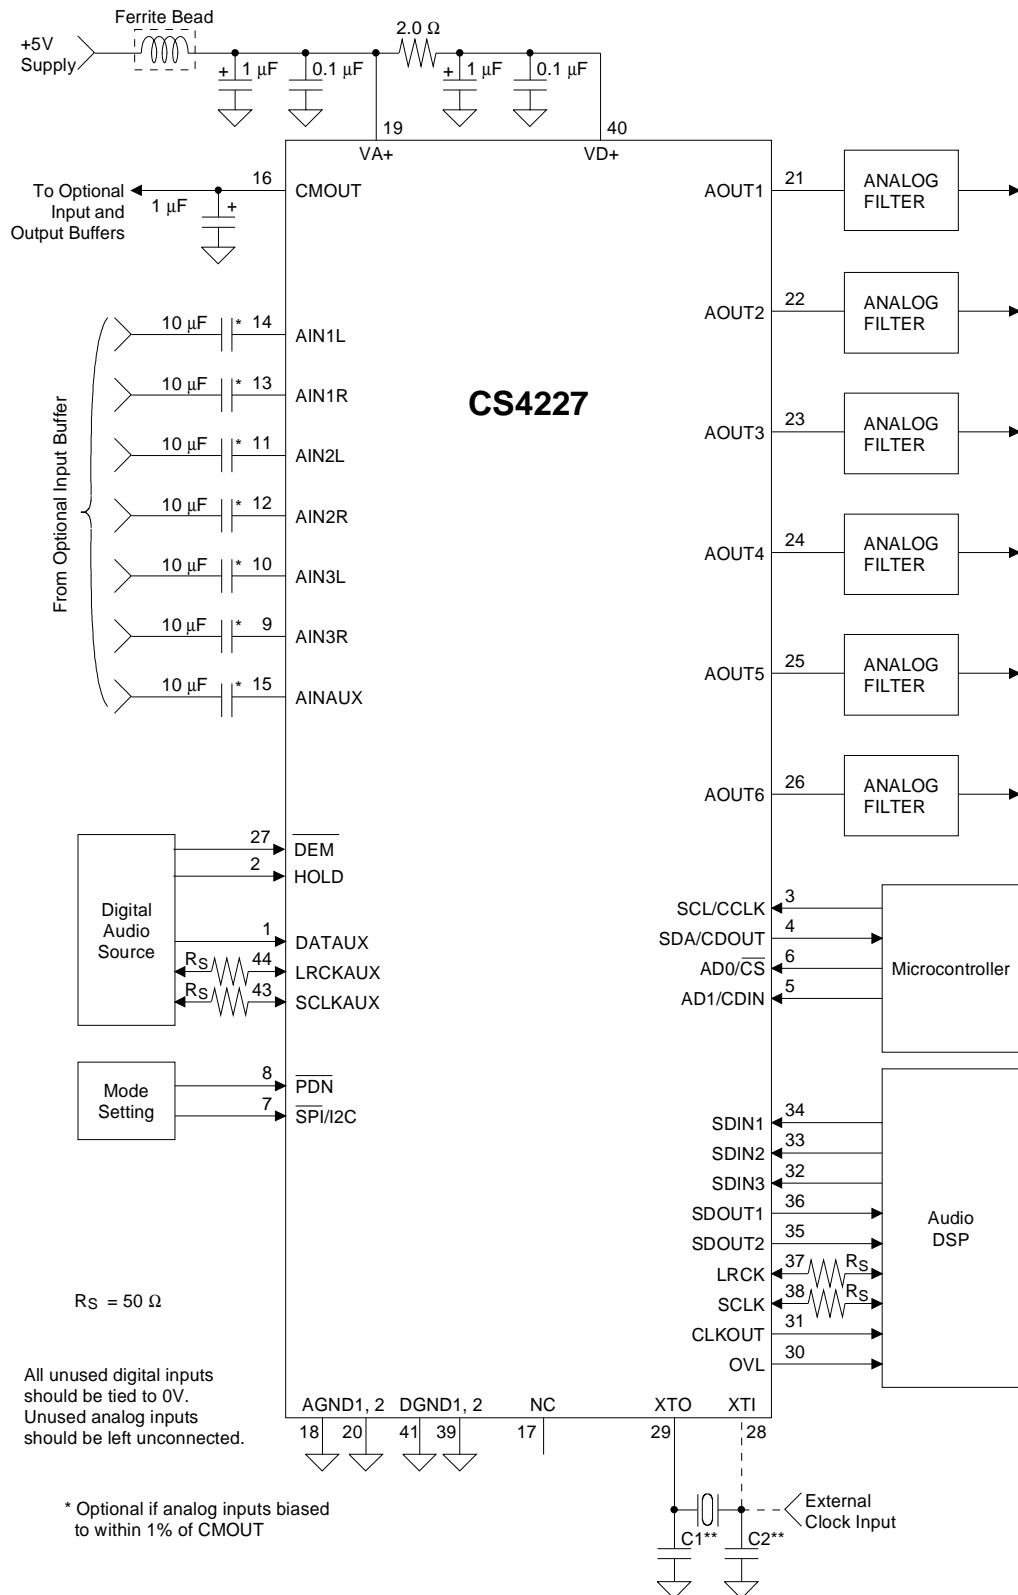 Ferrite Bead
+5V
Supply
2.0 Ω
+ 1 µF
0.1 µF
+ 1 µF
0.1 µF
19
40
VA+
VD+
To Optional
Input and
Output Buffers
1 µF
+
16
CMOUT
From Optional Input Buffer
10 µF * 14 AIN1L
10 µF * 13 AIN1R
10 µF * 11 AIN2L
10 µF * 12 AIN2R
10 µF * 10 AIN3L
10 µF * 9 AIN3R
10 µF * 15 AINAUX
CS4227
AOUT1 21 ANALOG
FILTER
AOUT2 22 ANALOG
FILTER
AOUT3 23 ANALOG
FILTER
AOUT4 24 ANALOG
FILTER
AOUT5 25 ANALOG
FILTER
AOUT6 26 ANALOG
FILTER
Digital
Audio
Source
27 DEM
2 HOLD
1 DATAUX
RS 44 LRCKAUX
RS 43 SCLKAUX
Mode
Setting
8 PDN
7 SPI/I2C
SCL/CCLK 3
SDA/CDOUT 4
AD0/CS 6
AD1/CDIN 5
Microcontroller
SDIN1 34
SDIN2 33
SDIN3 32
SDOUT1 36
SDOUT2 35
LRCK 37 RS
SCLK 38 RS
CLKOUT 31
OVL 30
Audio
DSP
RS = 50 Ω
All unused digital inputs
should be tied to 0V.
Unused analog inputs
should be left unconnected.
AGND1, 2
DGND1, 2
NC
XTO
XTI
18
20
41
39
17
29
28
* Optional if analog inputs biased
to within 1% of CMOUT
External
Clock Input
C1**
C2**